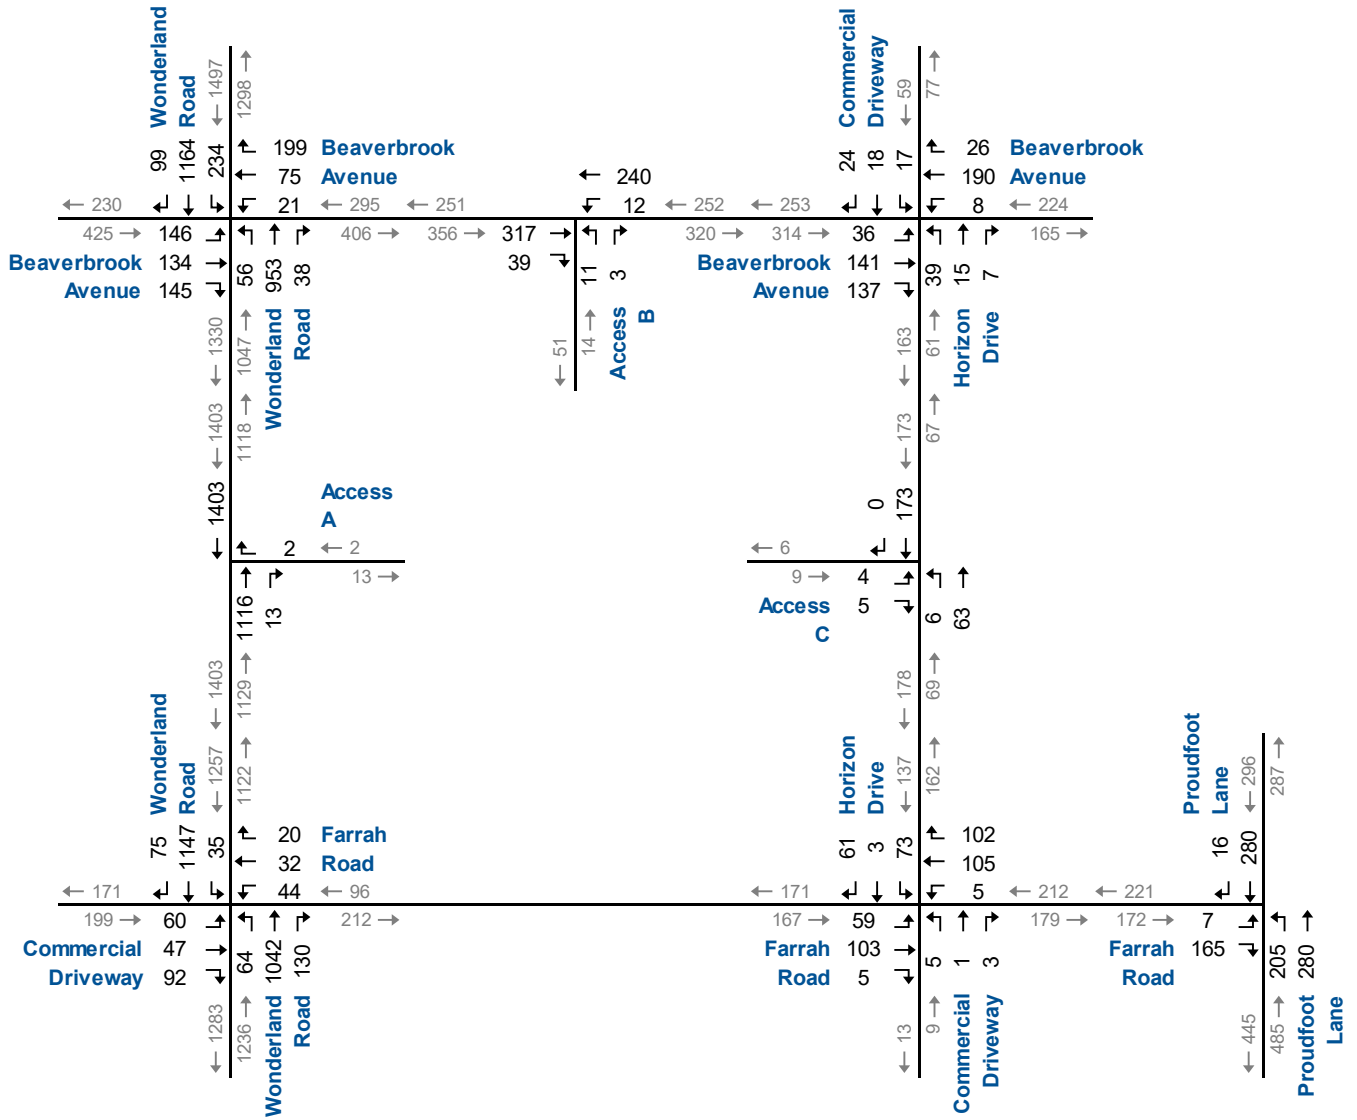 Wonderland
Road
← 1497
1298 →
Commercial
Driveway
← 59
77 →
99
1164
234
199 Beaverbrook
75 Avenue
21 ← 295 ← 251
240
12 ← 252 ← 253
24
18
17
26 Beaverbrook
190 Avenue
8 ← 224
← 230
425 → 146
Beaverbrook 134
Avenue 145
56
953
38
406 → 356 → 317
39
11
3
320 → 314 → 36
Beaverbrook 141
Avenue 137
39
15
7
165 →
← 1330
1047 →
Wonderland
Road
← 51
14 →
Access
B
← 163
61 →
Horizon
Drive
← 1403
1118 →
← 173
67 →
1403
Access
A
2 ← 2
13 →
1116
13
0
173
← 6
9 → 4
Access 5
C
6
63
← 1403
1129 →
← 178
69 →
Wonderland
Road
← 1257
1122 →
Horizon
Drive
← 137
162 →
Proudfoot
Lane
← 296
287 →
75
1147
35
20 Farrah
32 Road
44 ← 96
61
3
73
102
105
5 ← 212 ← 221
16
280
← 171
199 → 60
Commercial 47
Driveway 92
64
1042
130
212 →
← 171
167 → 59
Farrah 103
Road 5
5
1
3
179 → 172 → 7
Farrah 165
Road
205
280
← 1283
1236 →
Wonderland
Road
← 13
9 →
Commercial
Driveway
← 445
485 →
Proudfoot
Lane